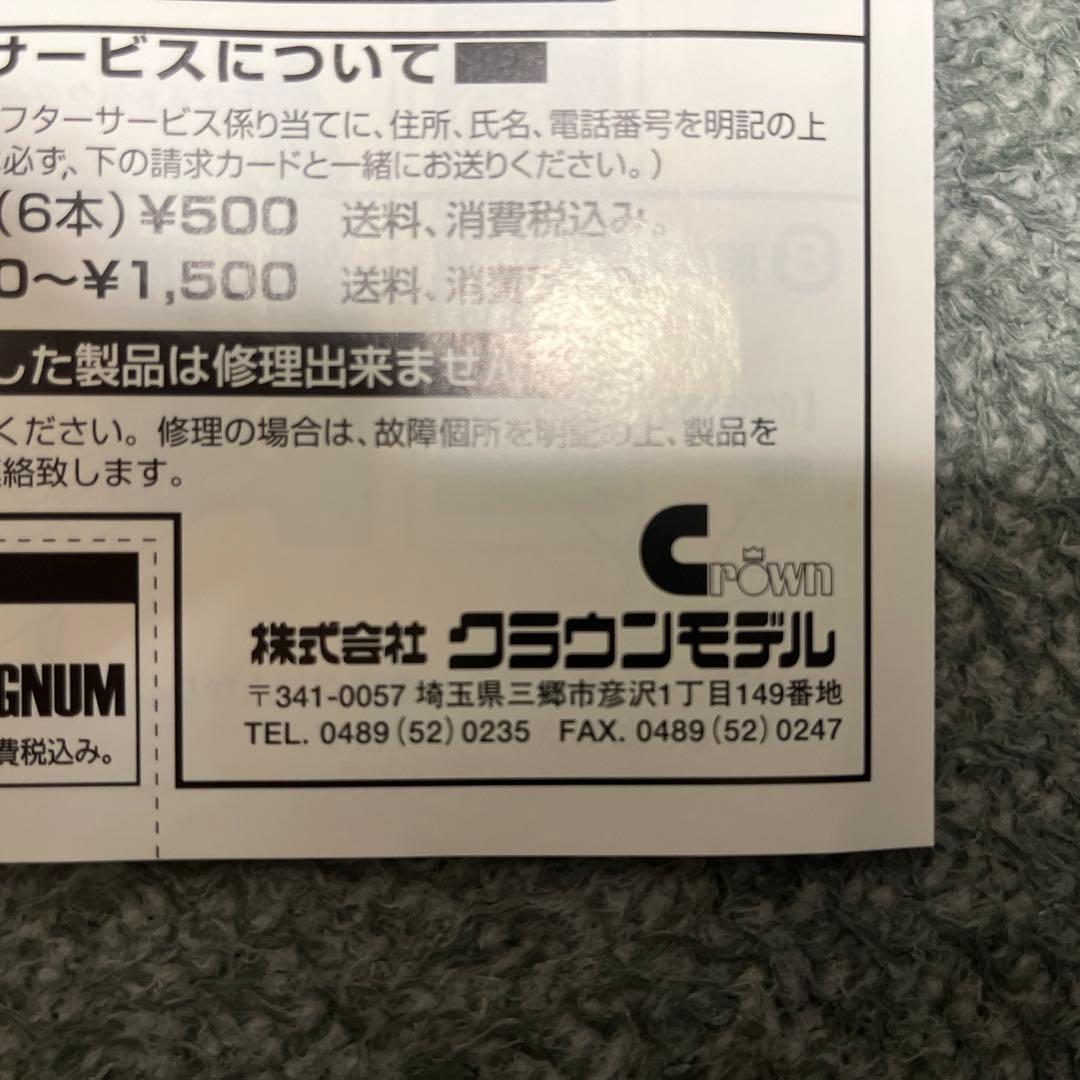 サービスについて
フターサービス係り当てに、住所、氏名、電話番号を明記の上
必ず、下の請求カードと一緒にお送りください。)
(6本)¥500 送料、消費税込み。
0~¥1,500 送料、消費
した製品は修理出来ません
ください。修理の場合は、故障個所を明記の上、製品を
絡致します。
Crown
株式会社 クラウンモデル
〒341-0057 埼玉県三郷市彦沢1丁目149番地
TEL. 0489(52)0235 FAX. 0489(52)0247
GNUM
費税込み。